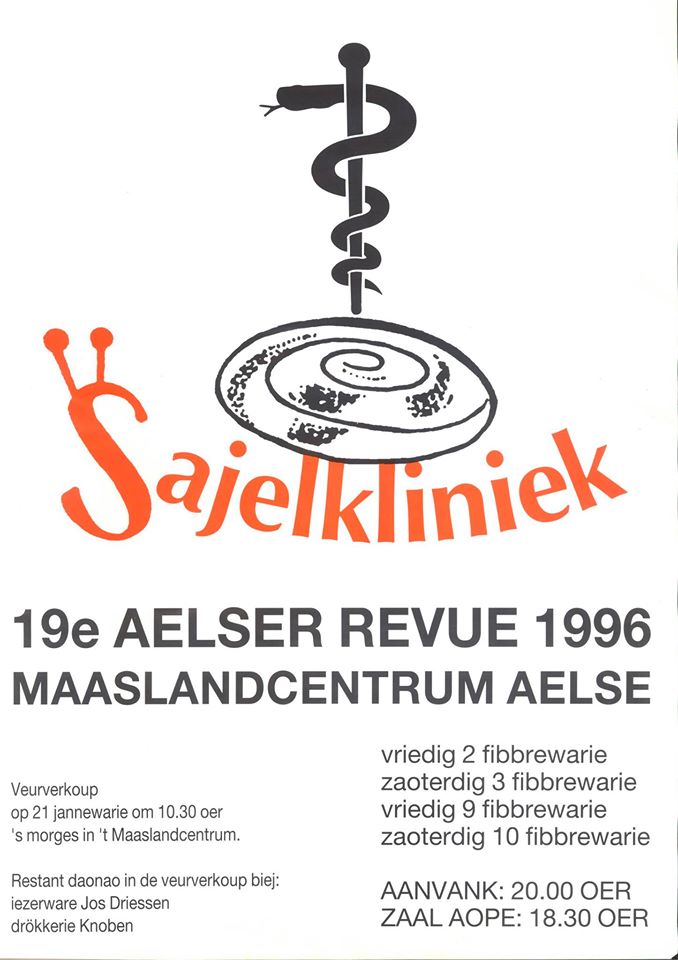 Sajelkliniek
19e AELSER REVUE 1996
MAASLANDCENTRUM AELSE
Veurverkoup
op 21 jannewarie om 10.30 oer
's morges in 't Maaslandcentrum.
Restant daonao in de veurverkoup biej:
iezerware Jos Driessen
drökkerie Knoben
vriedig 2 fibbrewarie
zaoterdig 3 fibbrewarie
vriedig 9 fibbrewarie
zaoterdig 10 fibbrewarie
AANVANK: 20.00 OER
ZAAL AOPE: 18.30 OER